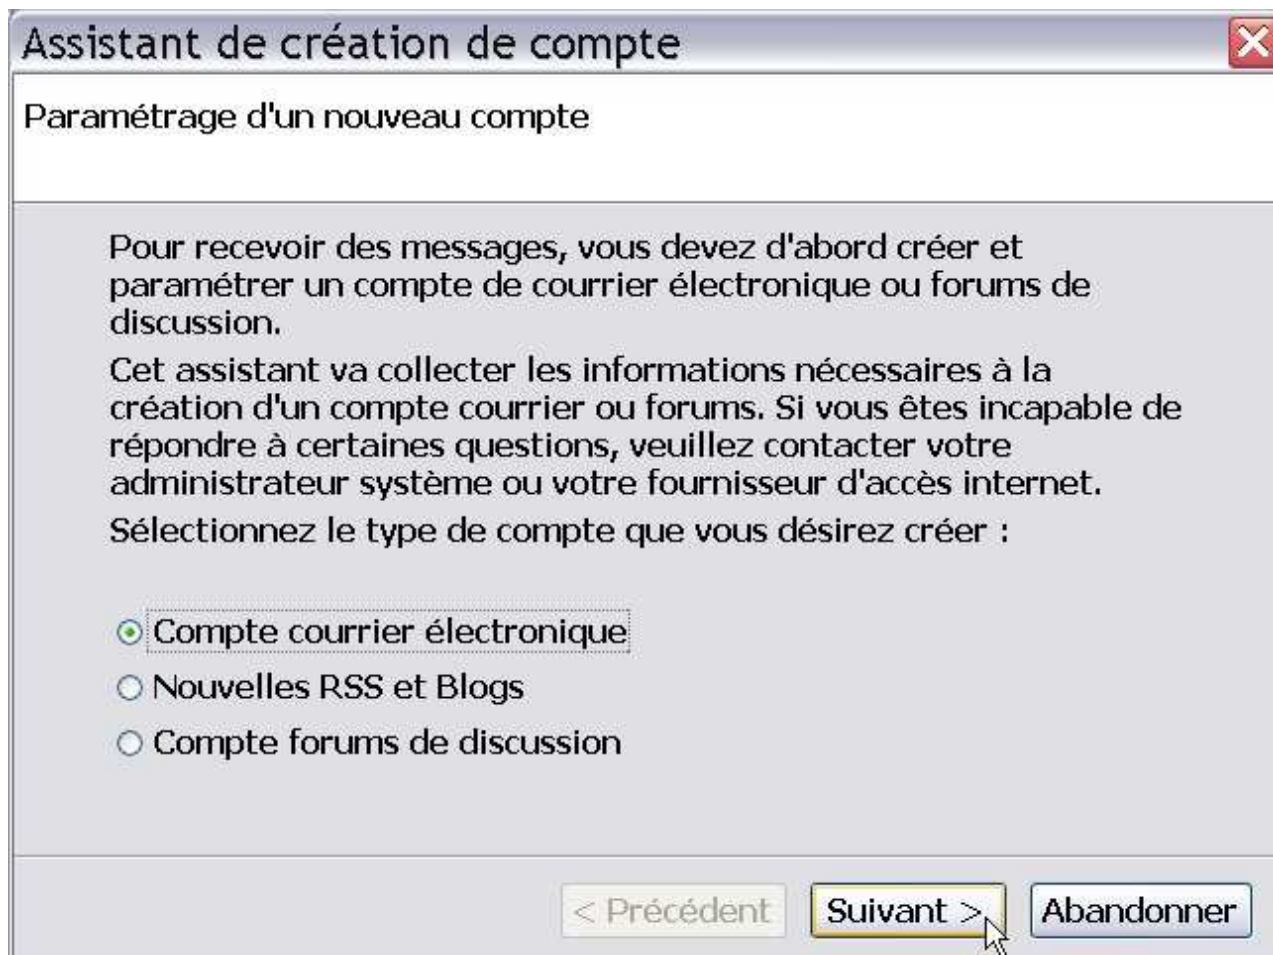 Assistant de création de compte
Paramétrage d'un nouveau compte
Pour recevoir des messages, vous devez d'abord créer et
paramétrer un compte de courrier électronique ou forums de
discussion.
Cet assistant va collecter les informations nécessaires à la
création d'un compte courrier ou forums. Si vous êtes incapable de
répondre à certaines questions, veuillez contacter votre
administrateur système ou votre fournisseur d'accès internet.
Sélectionnez le type de compte que vous désirez créer :
Compte courrier électronique
Nouvelles RSS et Blogs
Compte forums de discussion
< Précédent Suivant > Abandonner